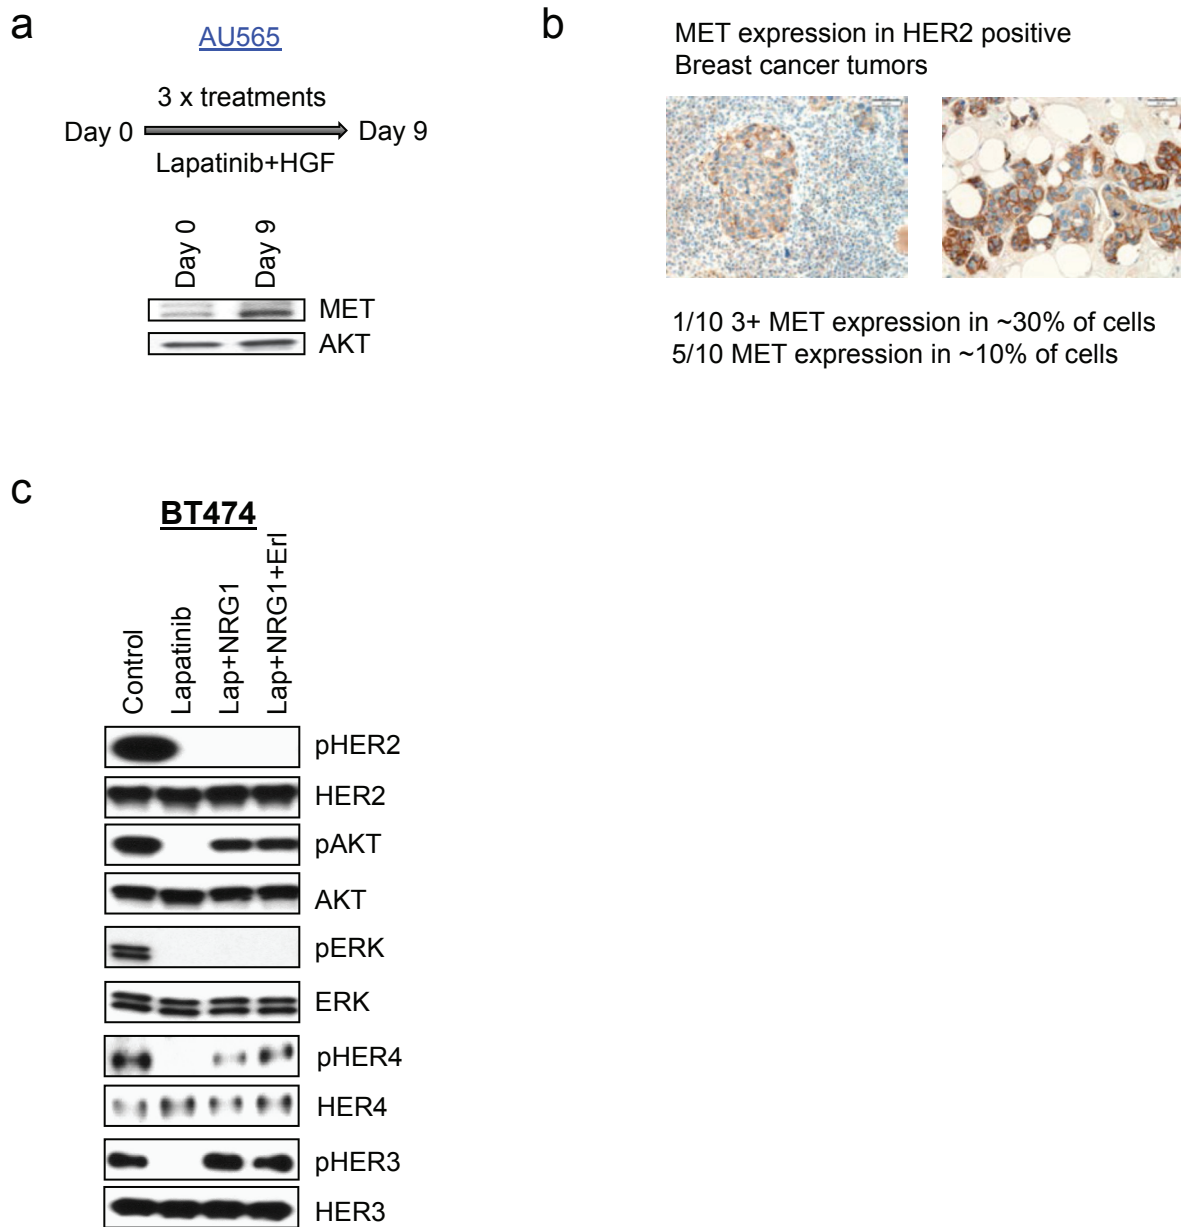 a
AU565
3 x treatments
Day 0
Day 9
Lapatinib+HGF
Day 0
Day 9
MET
AKT
b
MET expression in HER2 positive
Breast cancer tumors
1/10 3+ MET expression in ~30% of cells
5/10 MET expression in ~10% of cells
c
BT474
Control
Lapatinib
Lap+NRG1
Lap+NRG1+Erl
pHER2
HER2
pAKT
AKT
pERK
ERK
pHER4
HER4
pHER3
HER3